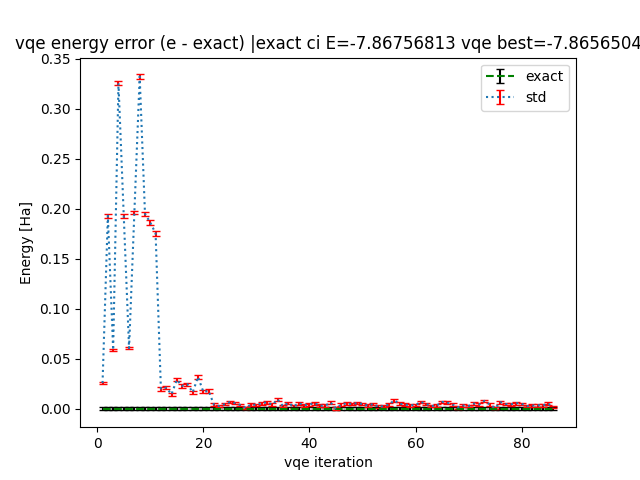 vqe energy error (e - exact) |exact ci E=-7.86756813 vqe best=-7.8656504
0.35
0.30
0.25
0.20
0.15
0.10
0.05
0.00
Energy [Ha]
exact
std
0 20 40 60 80
vqe iteration